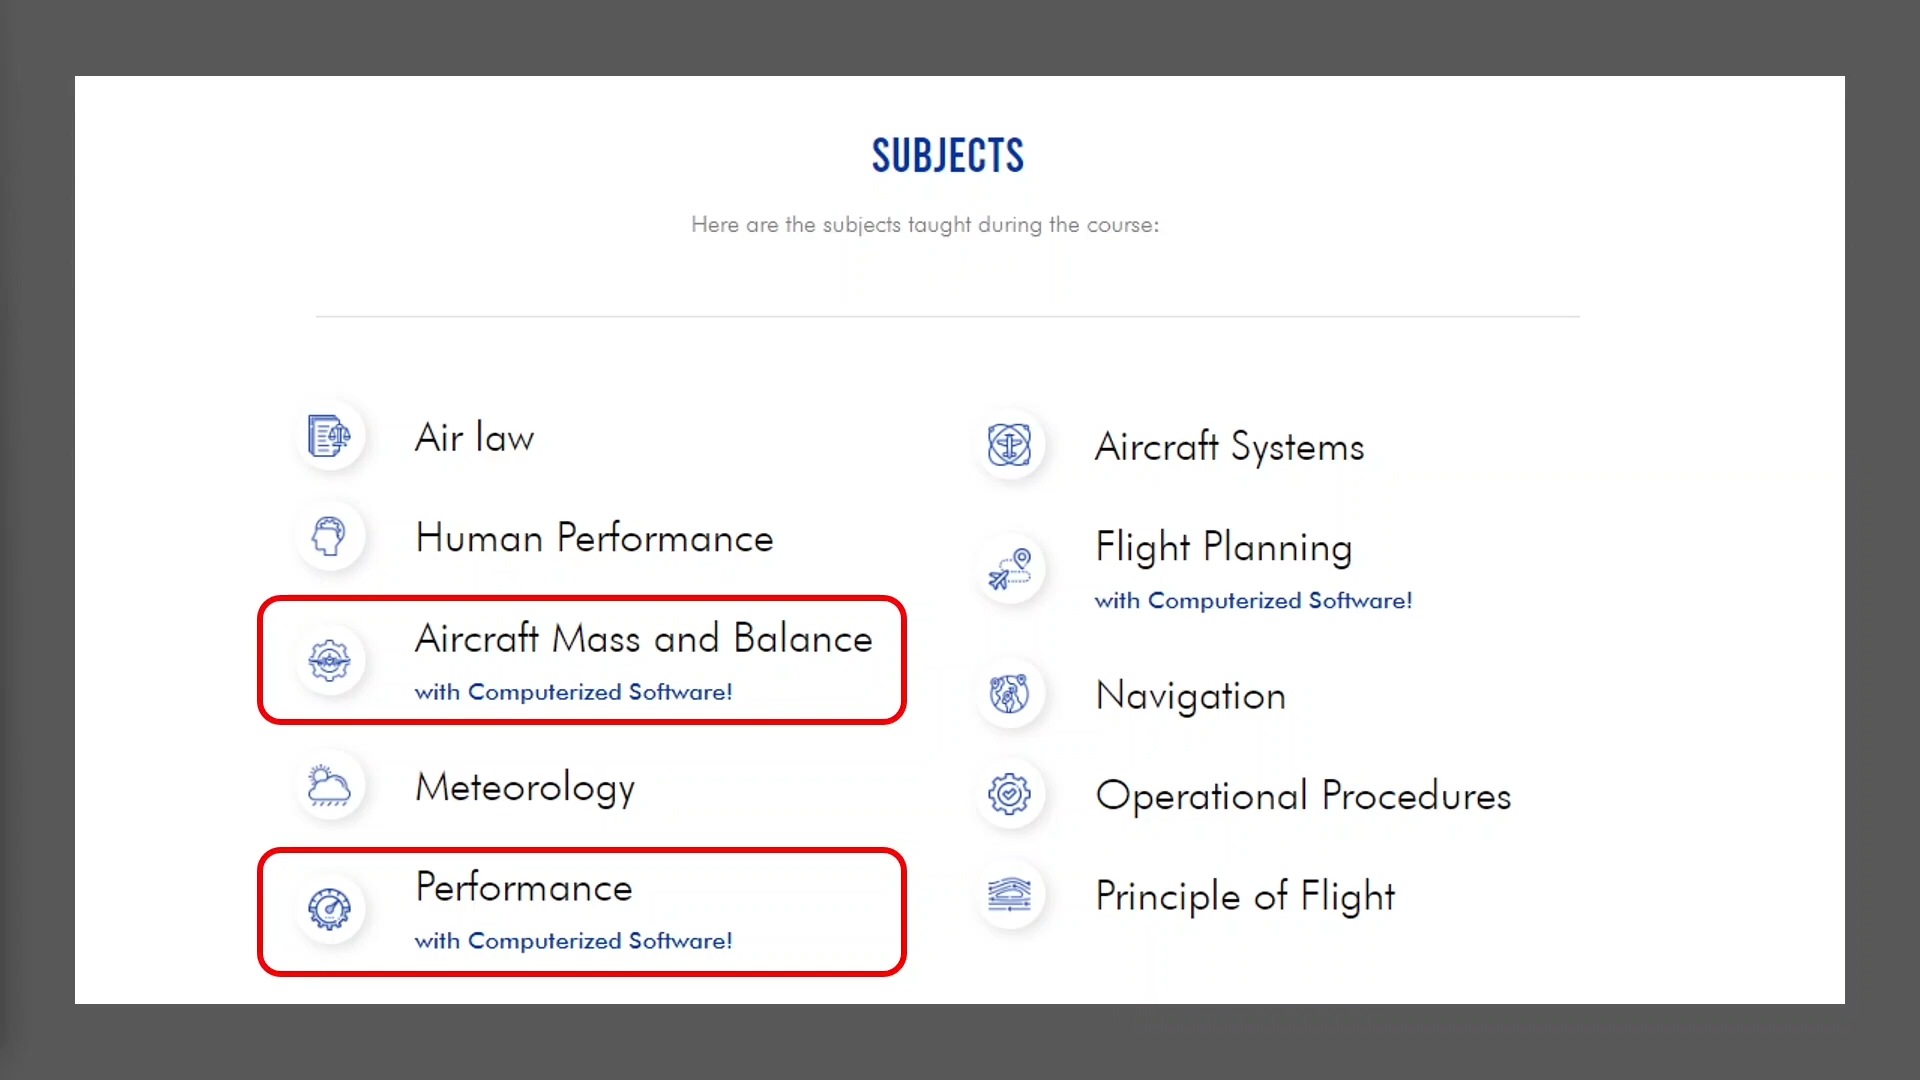 SUBJECTS
Here are the subjects taught during the course:
Air law
Human Performance
Aircraft Mass and Balance
with Computerized Software!
Meteorology
Performance
with Computerized Software!
Aircraft Systems
Flight Planning
with Computerized Software!
Navigation
Operational Procedures
Principle of Flight